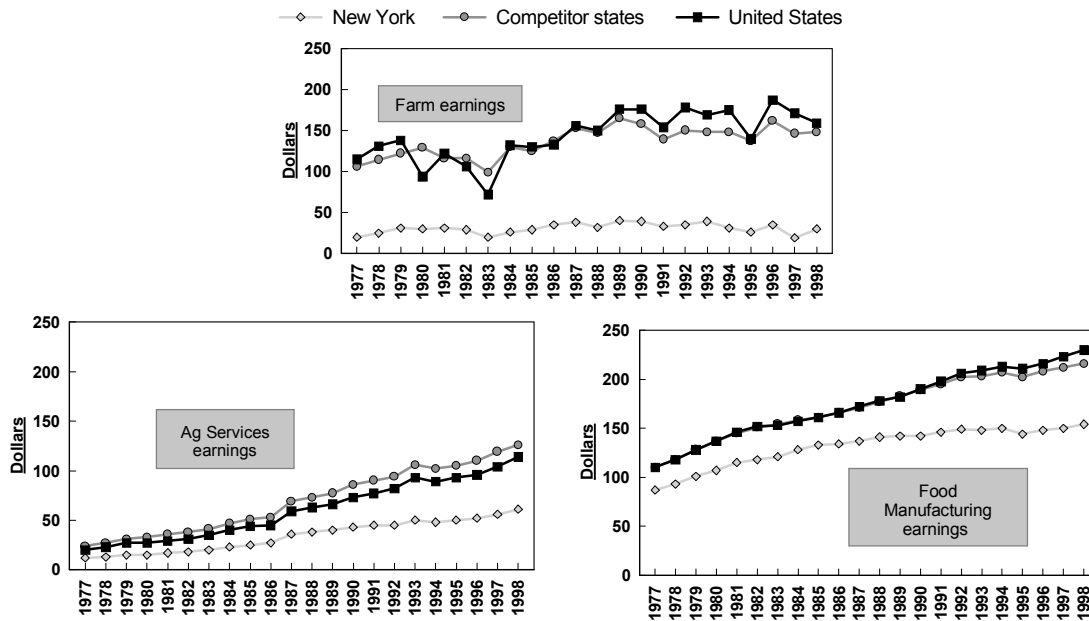 New York Competitor states United States
250
200
150
100
50
0
Dollars
Farm earnings
1977 1978 1979 1980 1981 1982 1983 1984 1985 1986 1987 1988 1989 1990 1991 1992 1993 1994 1995 1996 1997 1998
250
200
150
100
50
0
Dollars
Ag Services
earnings
1977 1978 1979 1980 1981 1982 1983 1984 1985 1986 1987 1988 1989 1990 1991 1992 1993 1994 1995 1996 1997 1998
250
200
150
100
50
0
Dollars
Food
Manufacturing
earnings
1977 1978 1979 1980 1981 1982 1983 1984 1985 1986 1987 1988 1989 1990 1991 1992 1993 1994 1995 1996 1997 1998